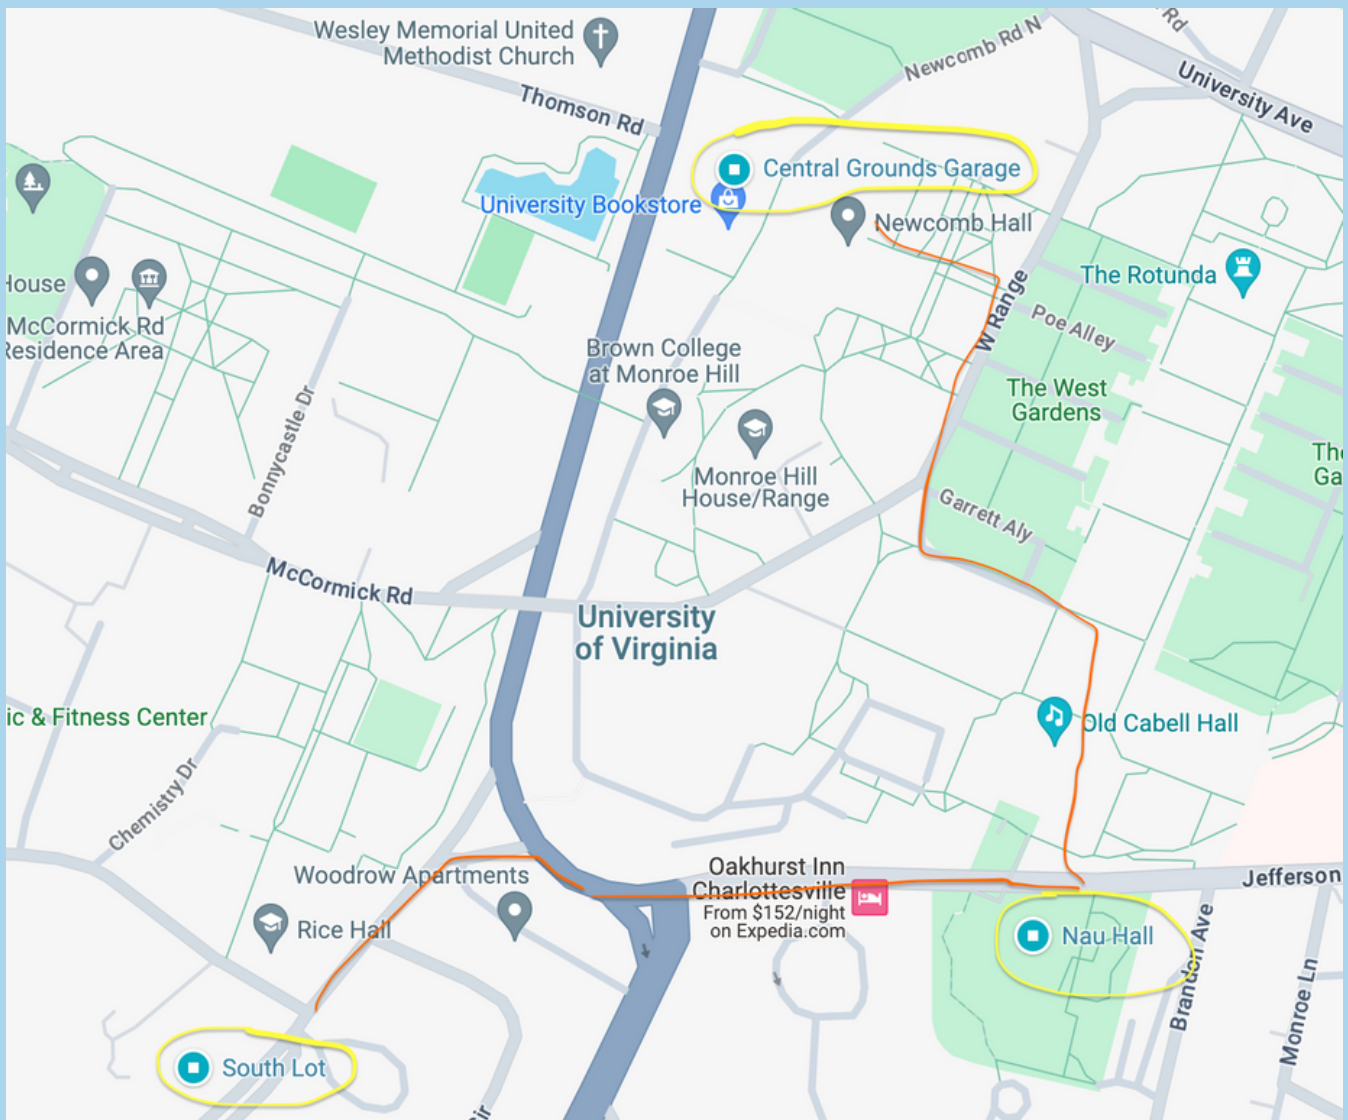 Wesley Memorial United
Methodist Church
Rd
Newcomb Rd N
University Ave
Thomson Rd
Central Grounds Garage
University Bookstore
Newcomb Hall
The Rotunda
House
McCormick Rd
Residence Area
W Range
Poe Alley
Brown College
at Monroe Hill
The West
Gardens
Bonnycastle Dr
Monroe Hill
House/Range
Garrett Aly
McCormick Rd
University
of Virginia
ic & Fitness Center
Old Cabell Hall
Chemistry Dr
Woodrow Apartments
Oakhurst Inn
Charlottesville
From $152/night
on Expedia.com
Jefferson
Rice Hall
Nau Hall
Brandon Ave
Monroe Ln
South Lot